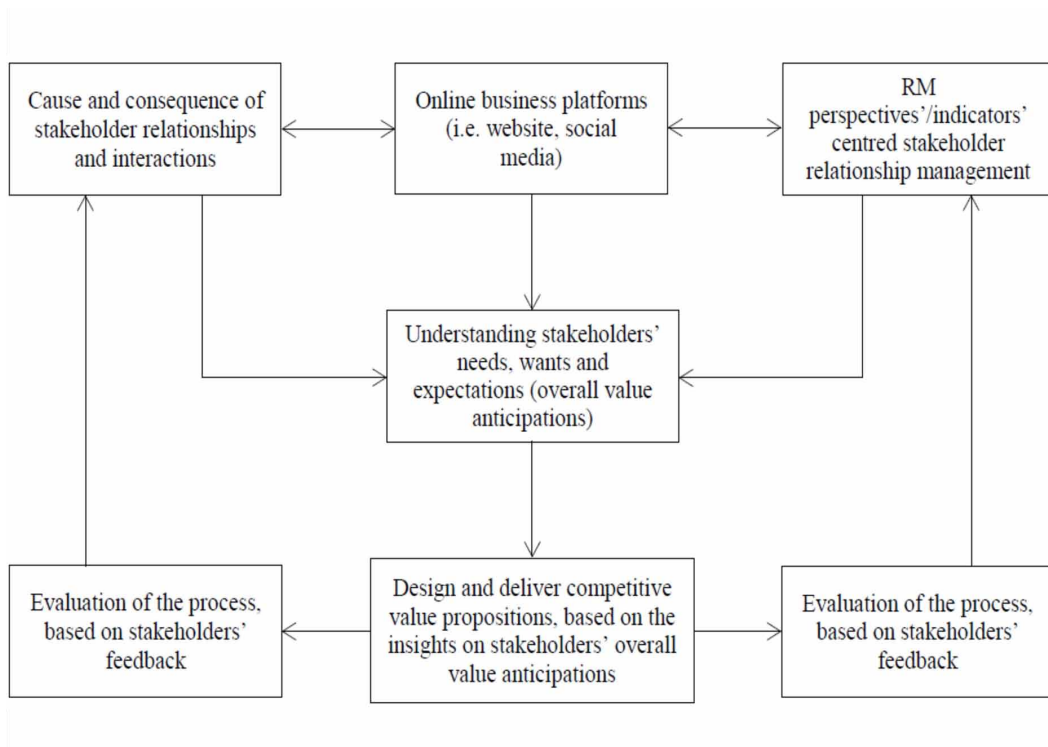 Cause and consequence of
stakeholder relationships
and interactions
Online business platforms
(i.e. website, social
media)
RM
perspectives’/indicators’
centred stakeholder
relationship management
Understanding stakeholders’
needs, wants and
expectations (overall value
anticipations)
Evaluation of the process,
based on stakeholders’
feedback
Design and deliver competitive
value propositions, based on the
insights on stakeholders’ overall
value anticipations
Evaluation of the process,
based on stakeholders’
feedback